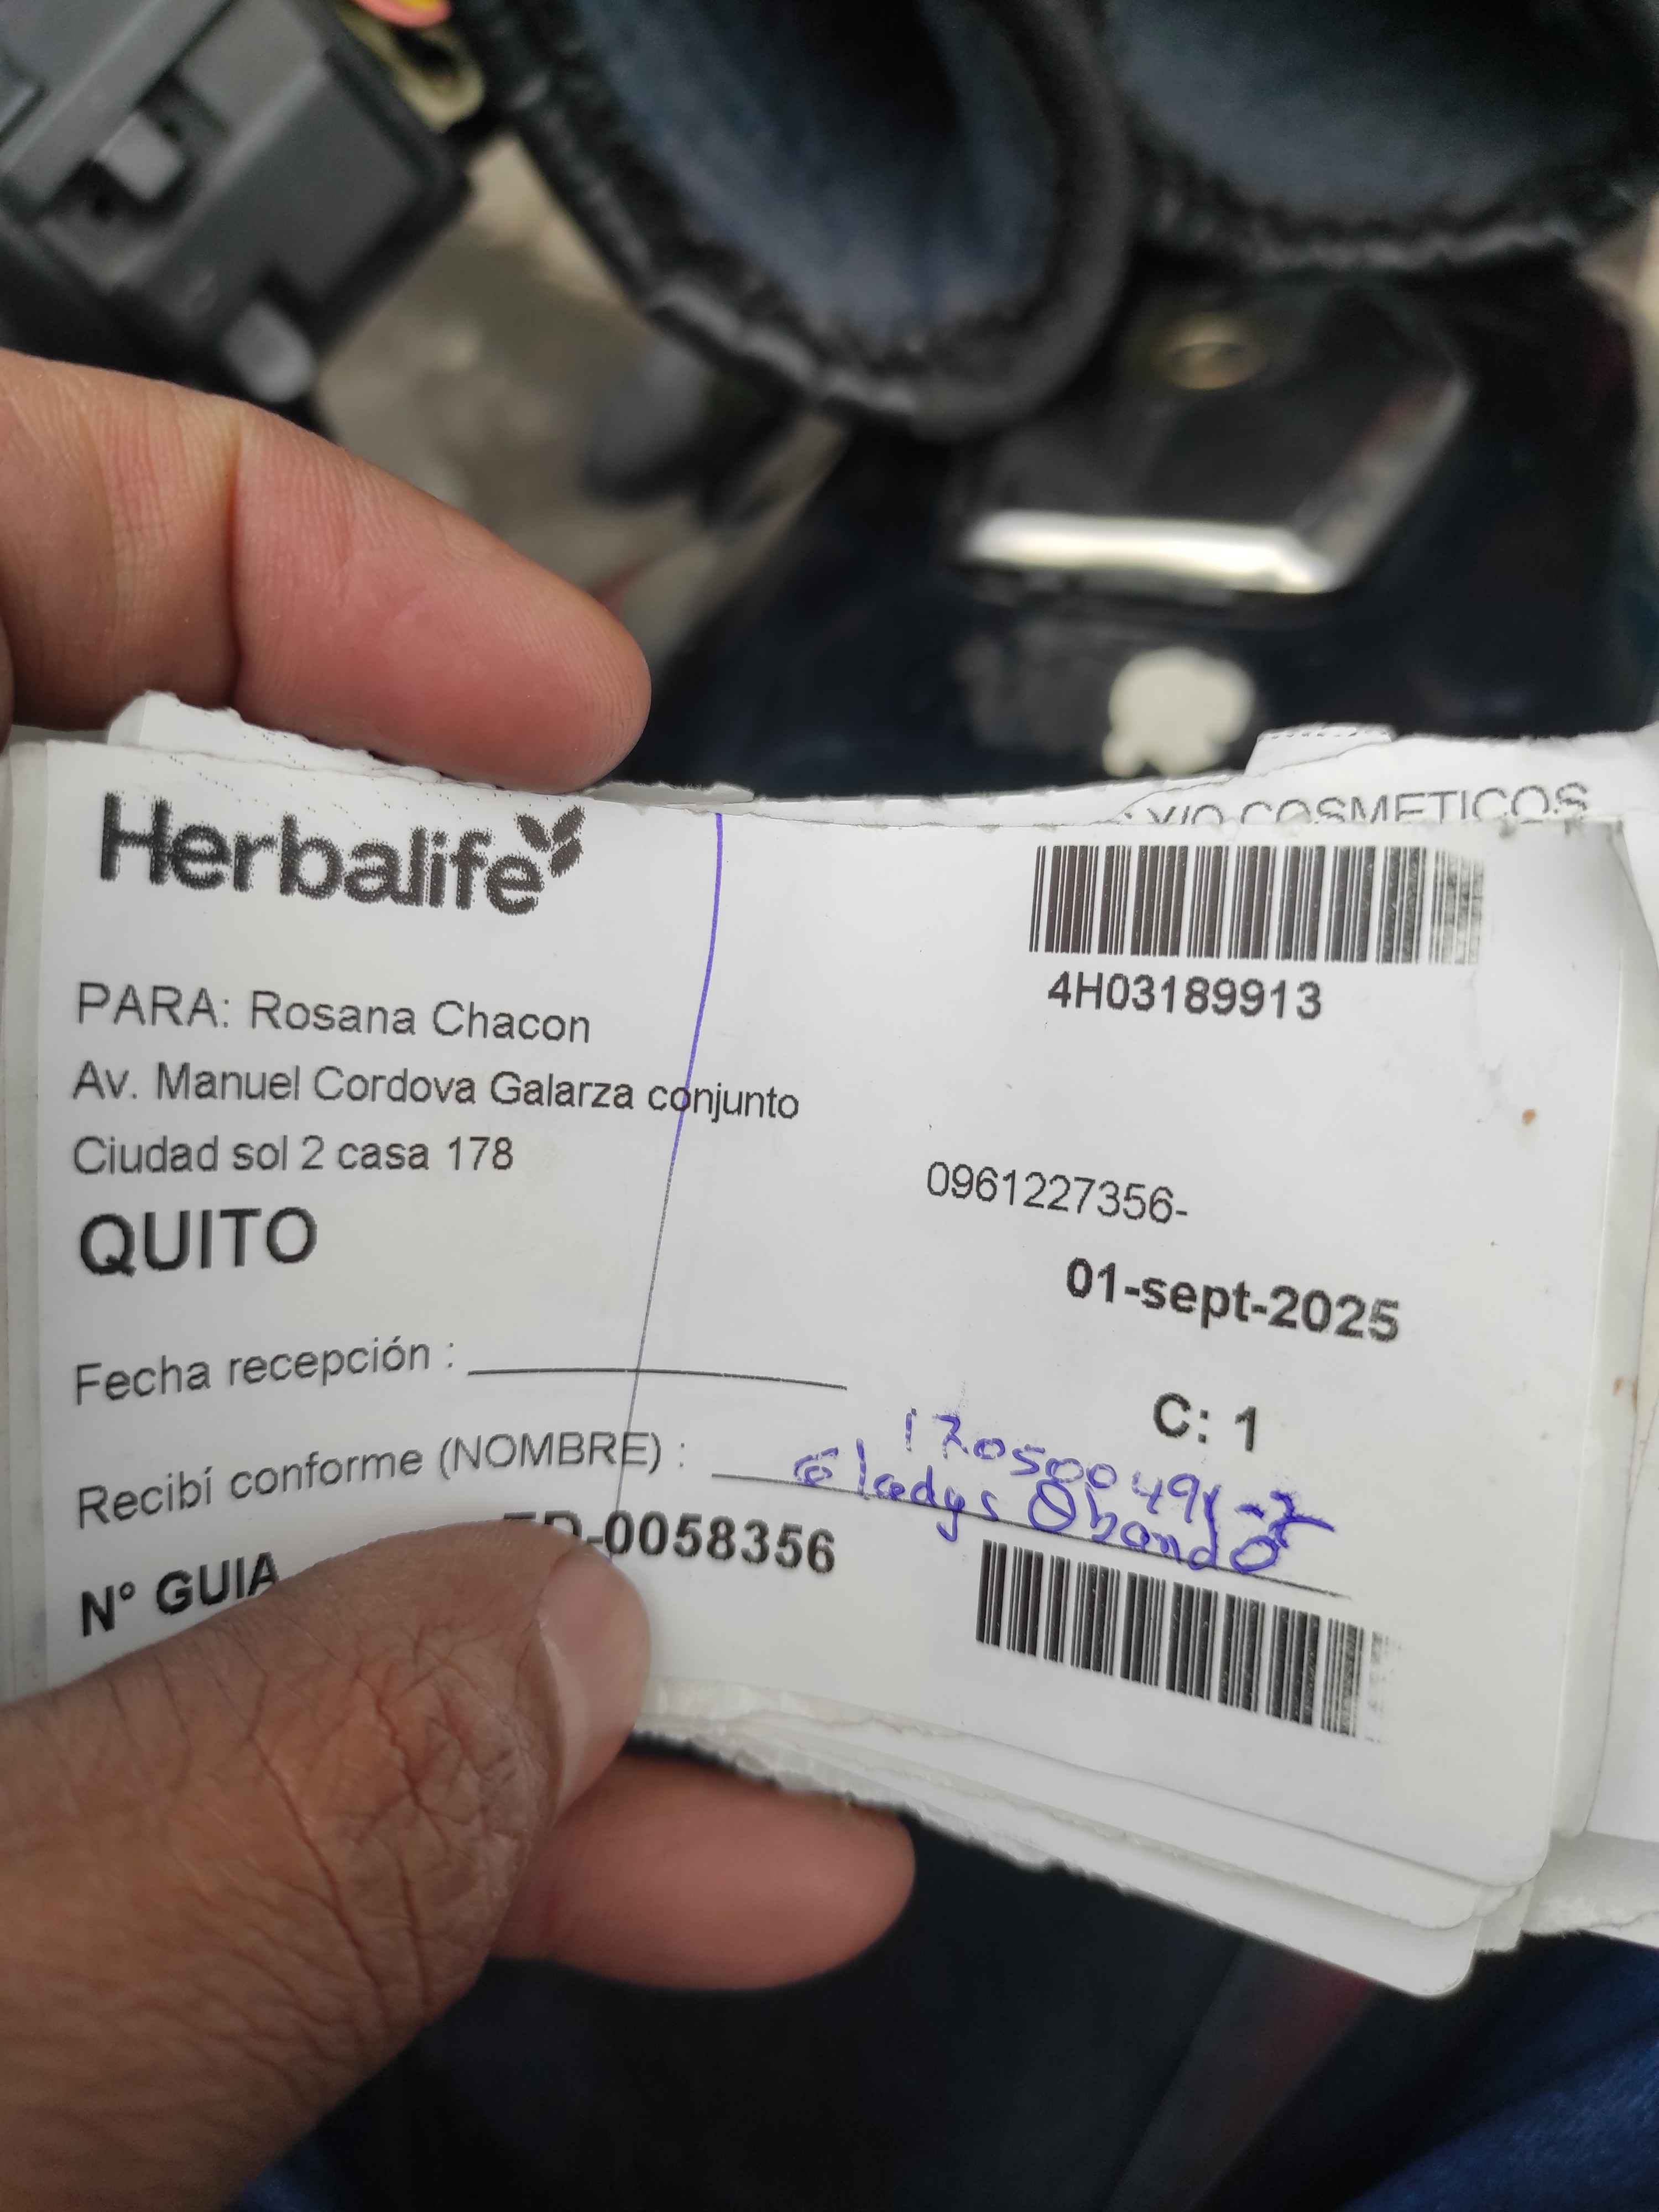 COSMETICOS
Herbalife
4H03189913
PARA: Rosana Chacon
Av. Manuel Cordova Galarza conjunto
Ciudad sol 2 casa 178
0961227356-
QUITO
01-sept-2025
Fecha recepción :
C: 1
Recibí conforme (NOMBRE) :
Gladys Obando
N° GUIA
-0058356